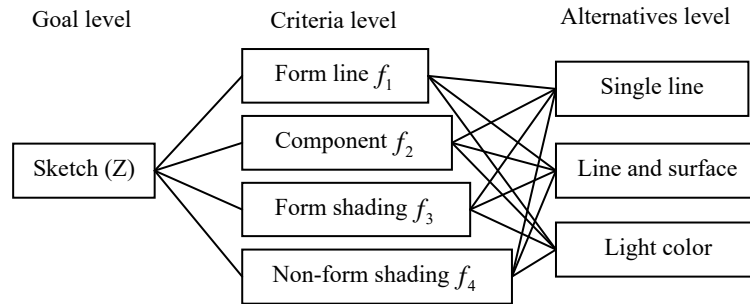 Goal level
Criteria level
Alternatives level
Form line f₁
Single line
Component f₂
Sketch (Z)
Line and surface
Form shading f₃
Light color
Non-form shading f₄